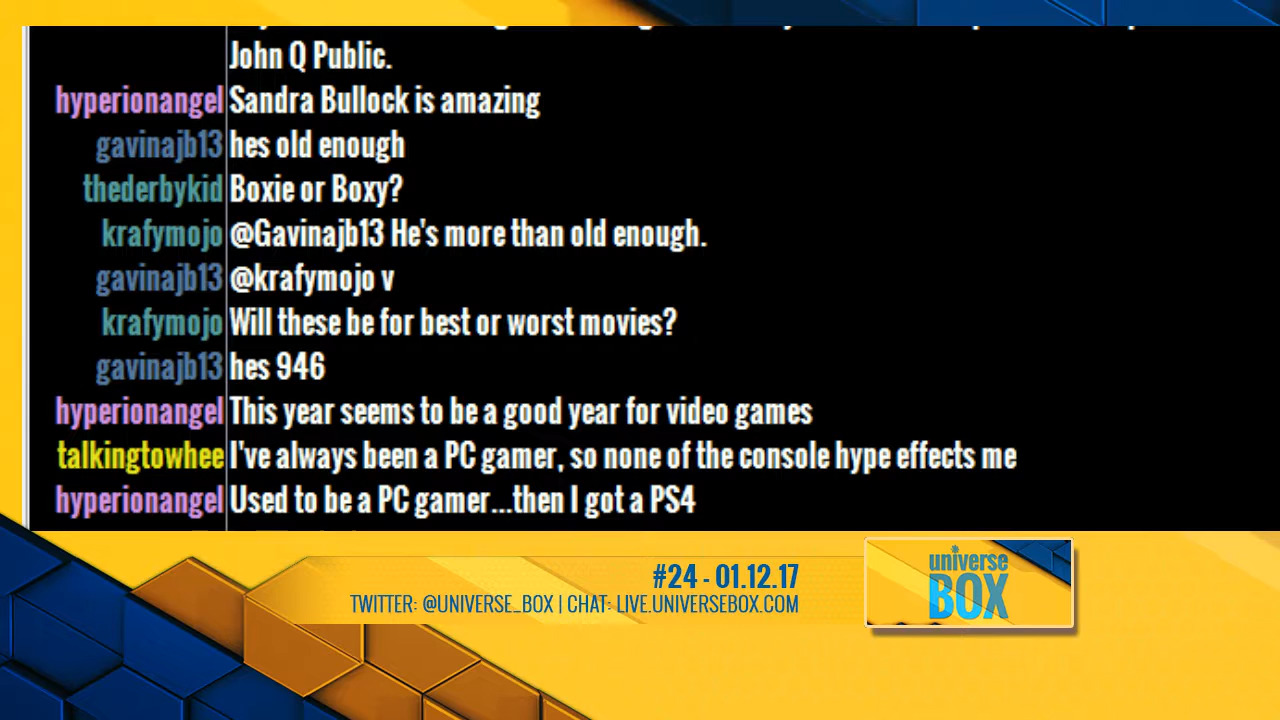 John Q Public.
hyperionangel Sandra Bullock is amazing
gavinajb13 hes old enough
thederbykid Boxie or Boxy?
krafymojo @Gavinajb13 He's more than old enough.
gavinajb13 @krafymojo v
krafymojo Will these be for best or worst movies?
gavinajb13 hes 946
hyperionangel This year seems to be a good year for video games
talkingtowhee I've always been a PC gamer, so none of the console hype effects me
hyperionangel Used to be a PC gamer...then I got a PS4
#24 - 01.12.17
TWITTER: @UNIVERSE_BOX | CHAT: LIVE.UNIVERSEBOX.COM
universe
BOX